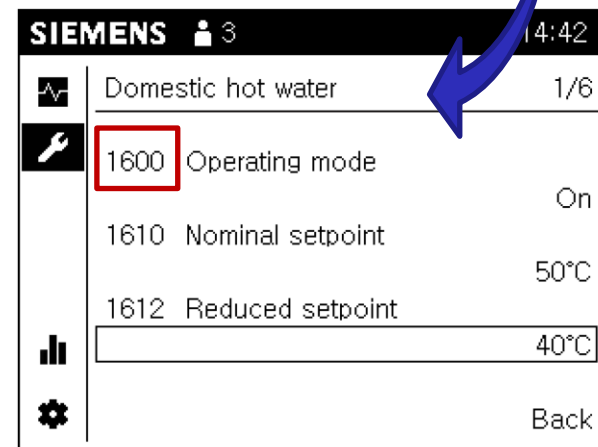 SIEMENS 3 14:42
Domestic hot water 1/6
1600 Operating mode
On
1610 Nominal setpoint
50°C
1612 Reduced setpoint
40°C
Back